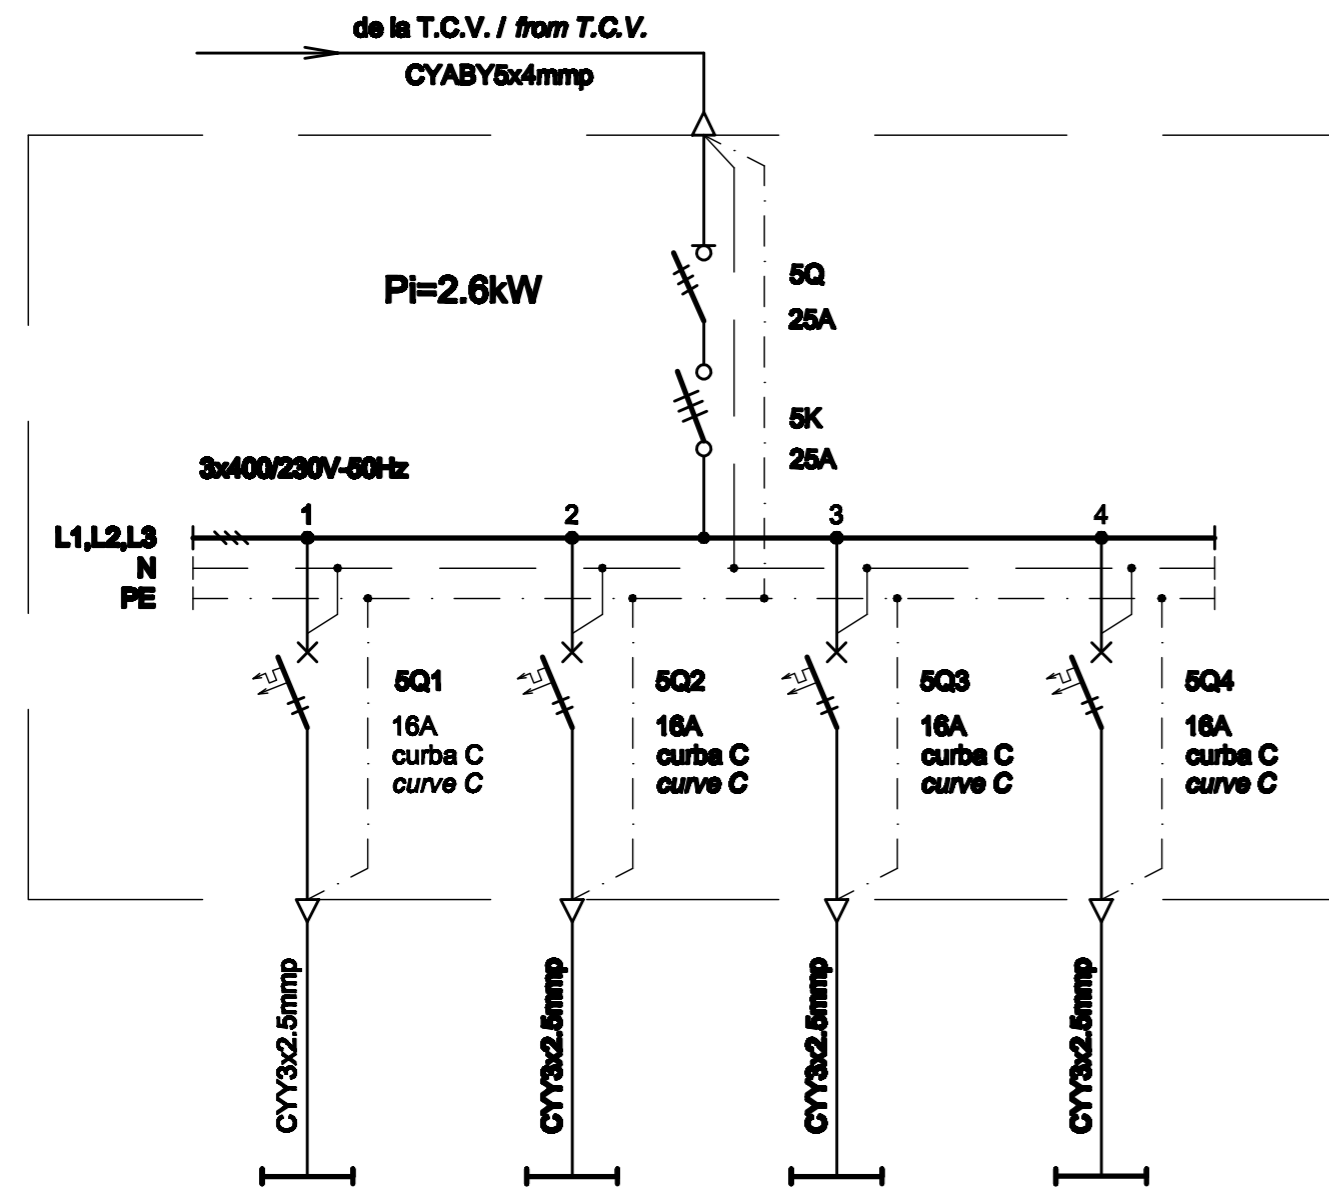 de la T.C.V. / from T.C.V.
CYABY5x4mmp
Pi=2.6kW
5Q
25A
5K
25A
3x400/230V-50Hz
1 2 3 4
L1,L2,L3
N
PE
5Q1
16A
curba C
curve C
5Q2
16A
curba C
curve C
5Q3
16A
curba C
curve C
5Q4
16A
curba C
curve C
CYY3x2.5mmp
CYY3x2.5mmp
CYY3x2.5mmp
CYY3x2.5mmp